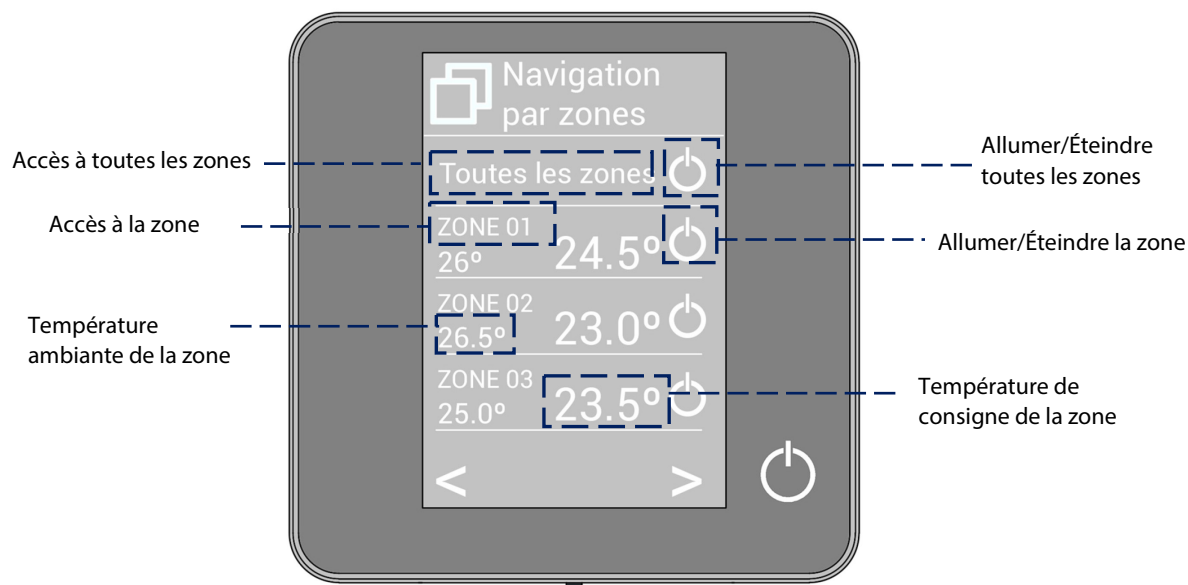 Navigation
par zones
Accès à toutes les zones
Toutes les zones
Allumer/Éteindre
toutes les zones
Accès à la zone
ZONE 01
26º
24.5º
Allumer/Éteindre la zone
Température
ambiante de la zone
ZONE 02
26.5º
23.0º
ZONE 03
25.0º
23.5º
Température de
consigne de la zone
< >